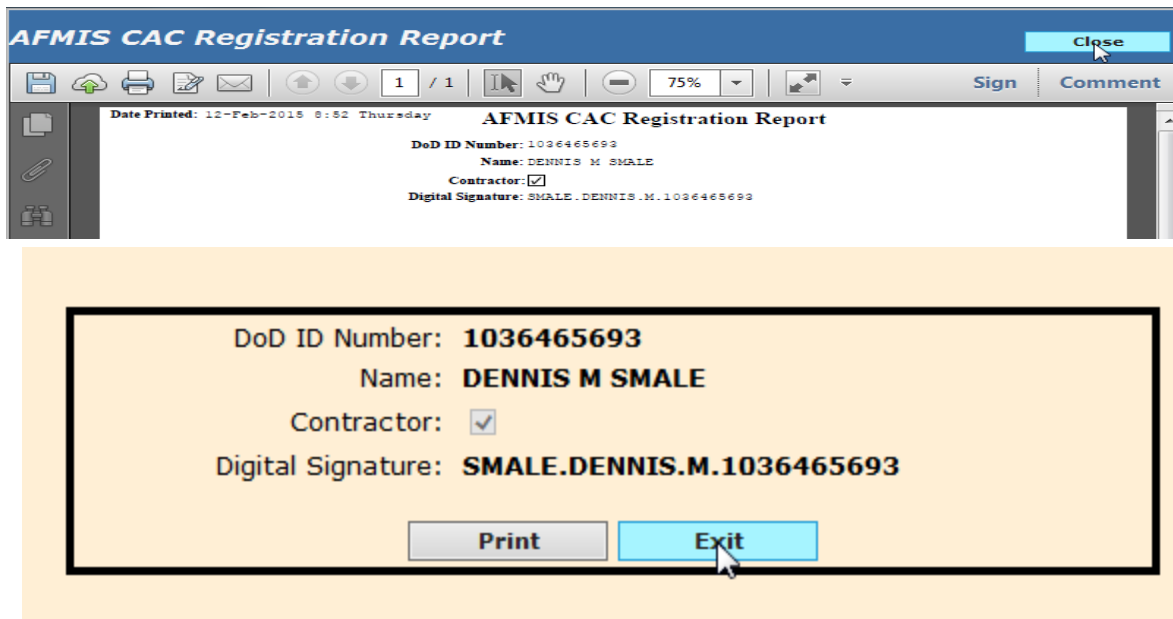 AFMIS CAC Registration Report
Close
1 / 1 75% Sign Comment
Date Printed: 12-Feb-2015 8:52 Thursday AFMIS CAC Registration Report
DoD ID Number: 1036465693
Name: DENNIS M SMALE
Contractor:
Digital Signature: SMALE.DENNIS.M.1036465693
DoD ID Number: 1036465693
Name: DENNIS M SMALE
Contractor:
Digital Signature: SMALE.DENNIS.M.1036465693
Print Exit